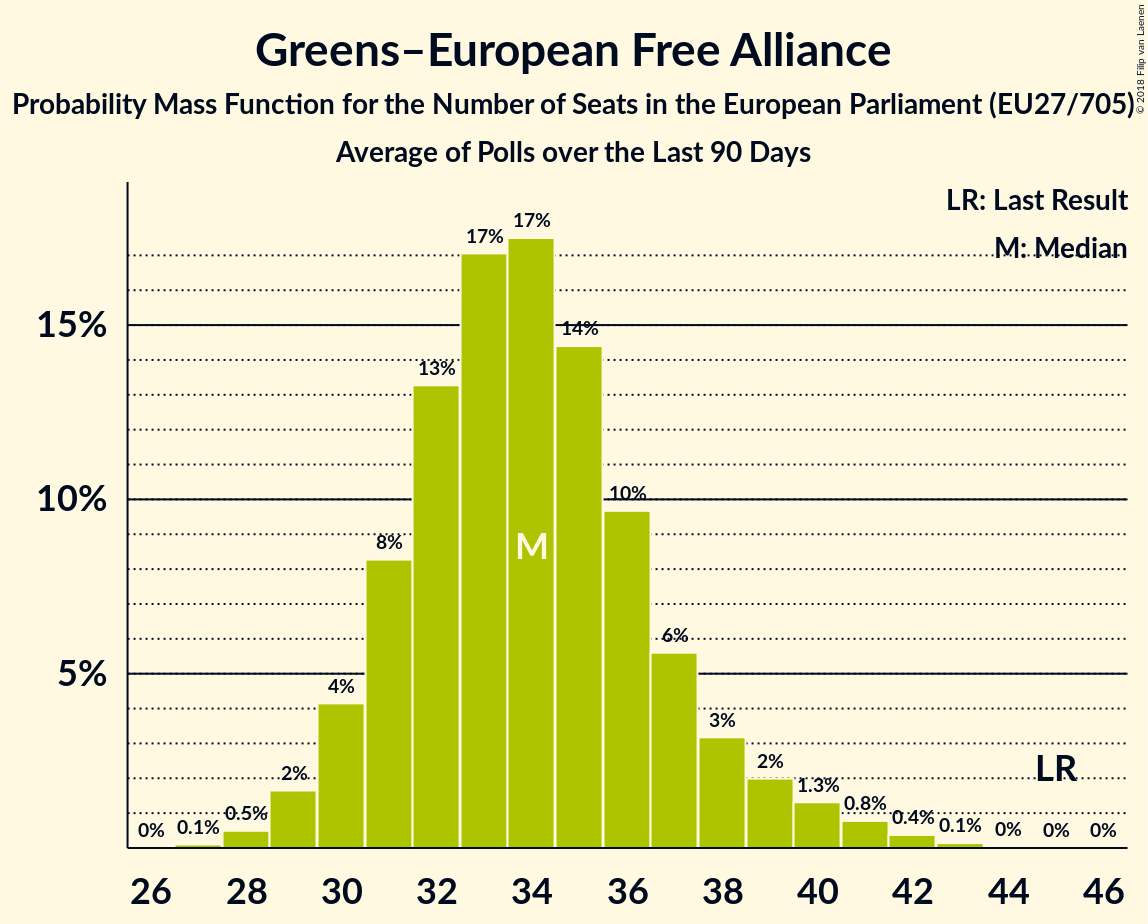 Greens–European Free Alliance
Probability Mass Function for the Number of Seats in the European Parliament (EU27/705)
Average of Polls over the Last 90 Days
© 2018 Filip van Laenen
LR: Last Result
M: Median
15%
10%
5%
0%
0.1%
0.5%
2%
4%
8%
13%
17%
17%
14%
10%
6%
3%
2%
1.3%
0.8%
0.4%
0.1%
0%
0%
0%
M
LR
26 28 30 32 34 36 38 40 42 44 46